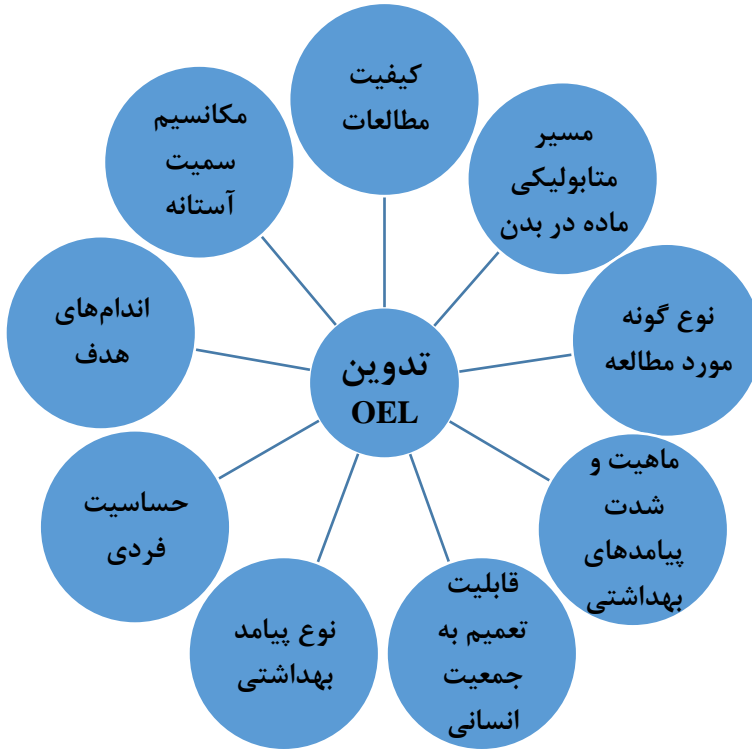 کیفیت
مطالعات
مسیر
متابولیکی
ماده در بدن
نوع گونه
مورد مطالعه
ماهیت و
شدت
پیامدهای
بهداشتی
قابلیت
تعمیم به
جمعیت
انسانی
نوع پیامد
بهداشتی
حساسیت
فردی
اندام‌های
هدف
مکانسیم
سمیت
آستانه
تدوین
OEL